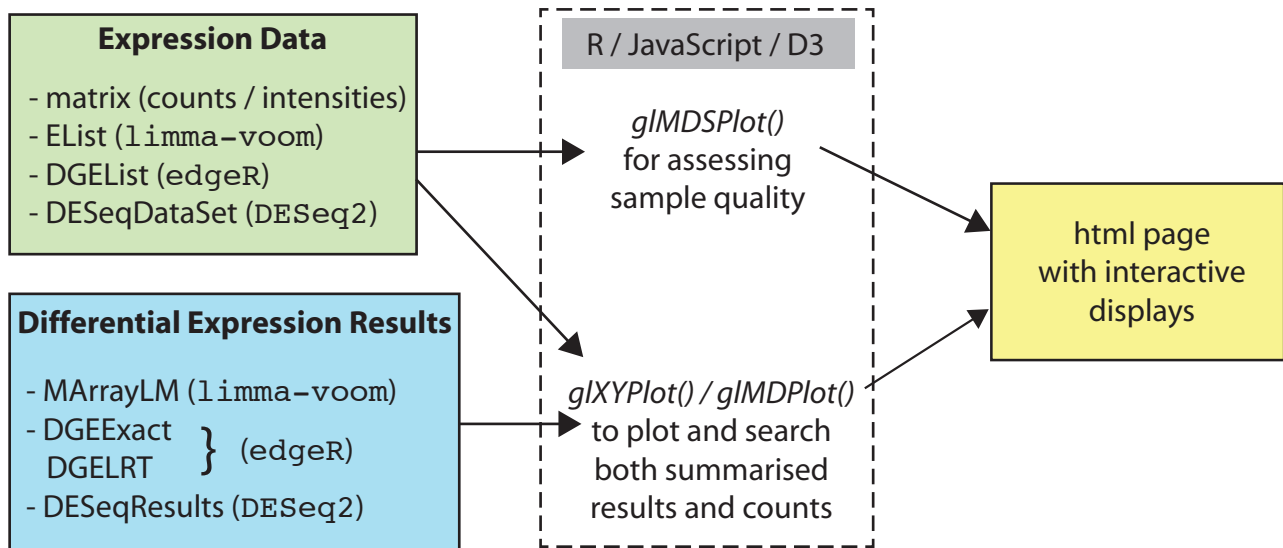 Expression Data
- matrix (counts / intensities)
- EList (limma-voom)
- DGEList (edgeR)
- DESeqDataSet (DESeq2)
Differential Expression Results
- MArrayLM (limma-voom)
- DGEExact
DGELRT
} (edgeR)
- DESeqResults (DESeq2)
R / JavaScript / D3
glMDSPlot()
for assessing
sample quality
glXYPlot() / glMDPlot()
to plot and search
both summarised
results and counts
html page
with interactive
displays